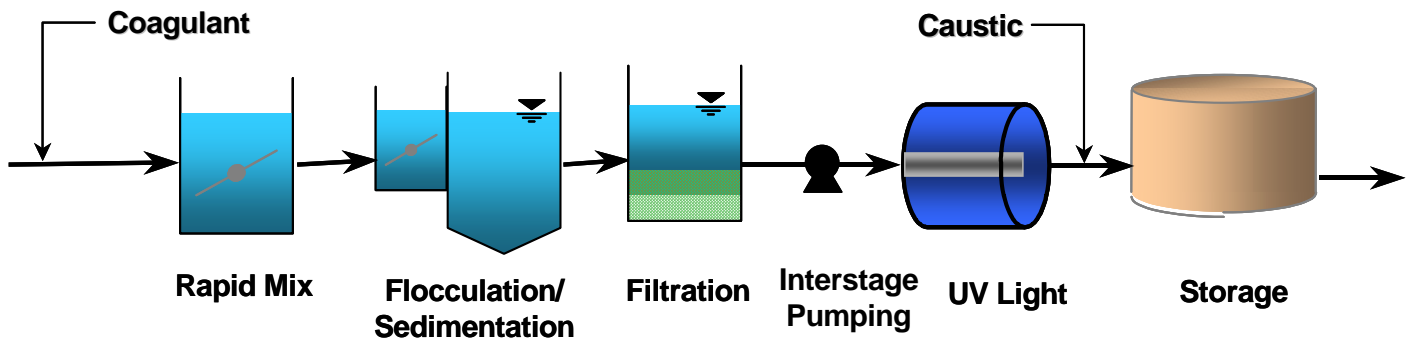 Coagulant
Caustic
Rapid Mix
Flocculation/
Sedimentation
Filtration
Interstage
Pumping
UV Light
Storage